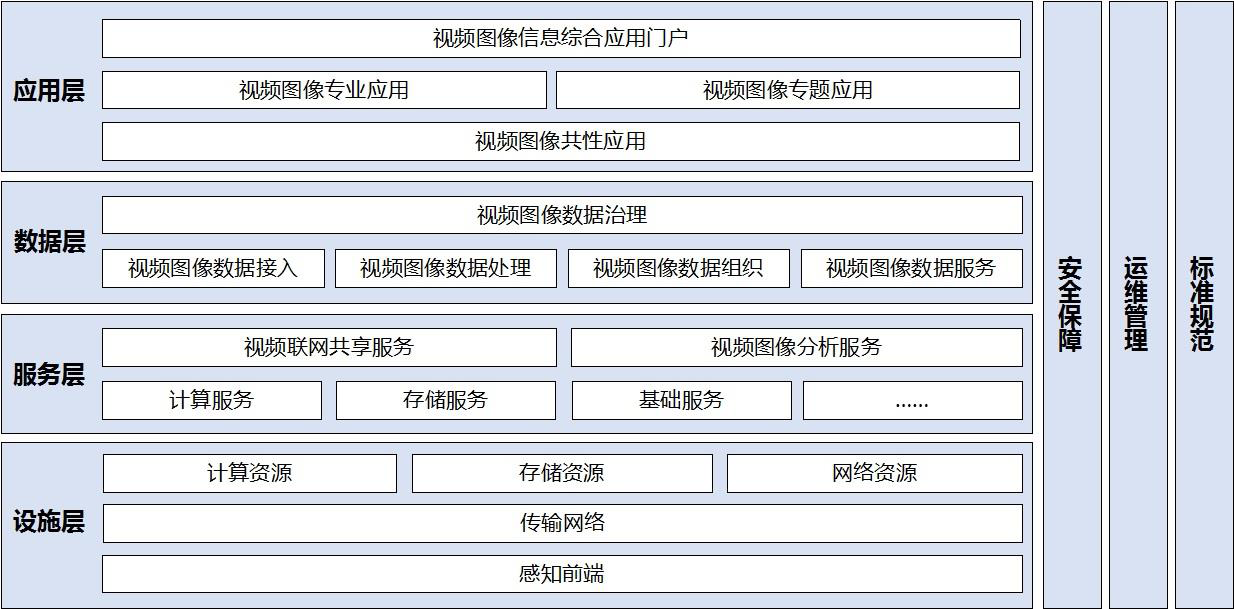 应用层
视频图像信息综合应用门户
视频图像专业应用
视频图像专题应用
视频图像共性应用
数据层
视频图像数据治理
视频图像数据接入
视频图像数据处理
视频图像数据组织
视频图像数据服务
服务层
视频联网共享服务
视频图像分析服务
计算服务
存储服务
基础服务
......
设施层
计算资源
存储资源
网络资源
传输网络
感知前端
安全保障
运维管理
标准规范